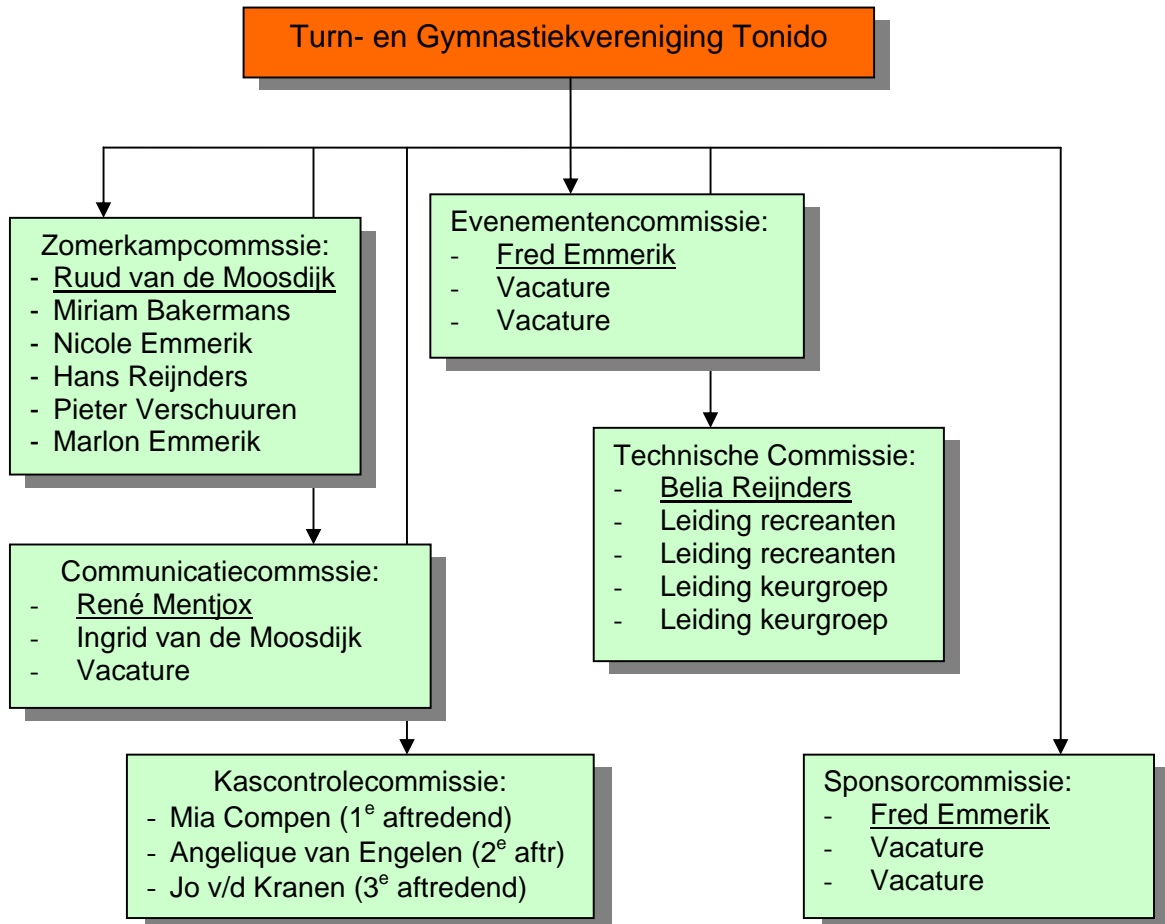 Turn- en Gymnastiekvereniging Tonido
Zomerkampcommssie:
- Ruud van de Moosdijk
- Miriam Bakermans
- Nicole Emmerik
- Hans Reijnders
- Pieter Verschuuren
- Marlon Emmerik
Evenementencommissie:
- Fred Emmerik
- Vacature
- Vacature
Technische Commissie:
- Belia Reijnders
- Leiding recreanten
- Leiding recreanten
- Leiding keurgroep
- Leiding keurgroep
Communicatiecommssie:
- René Mentjox
- Ingrid van de Moosdijk
- Vacature
Kascontrolecommissie:
- Mia Compen (1e aftredend)
- Angelique van Engelen (2e aftr)
- Jo v/d Kranen (3e aftredend)
Sponsorcommissie:
- Fred Emmerik
- Vacature
- Vacature